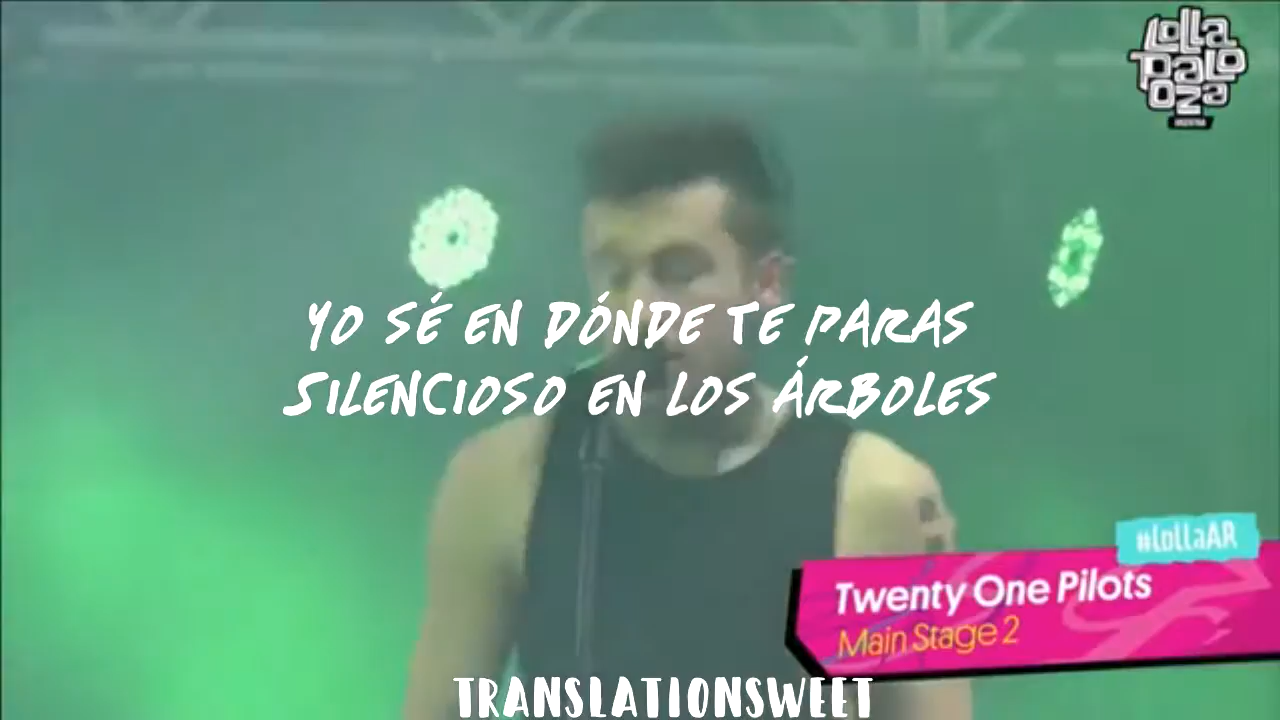 Lolla
Palo
oza
YO SÉ EN DÓNDE TE PARAS
SILENCIOSO EN LOS ÁRBOLES
#lollaAR
Twenty One Pilots
Main Stage 2
TRANSLATIONSWEET